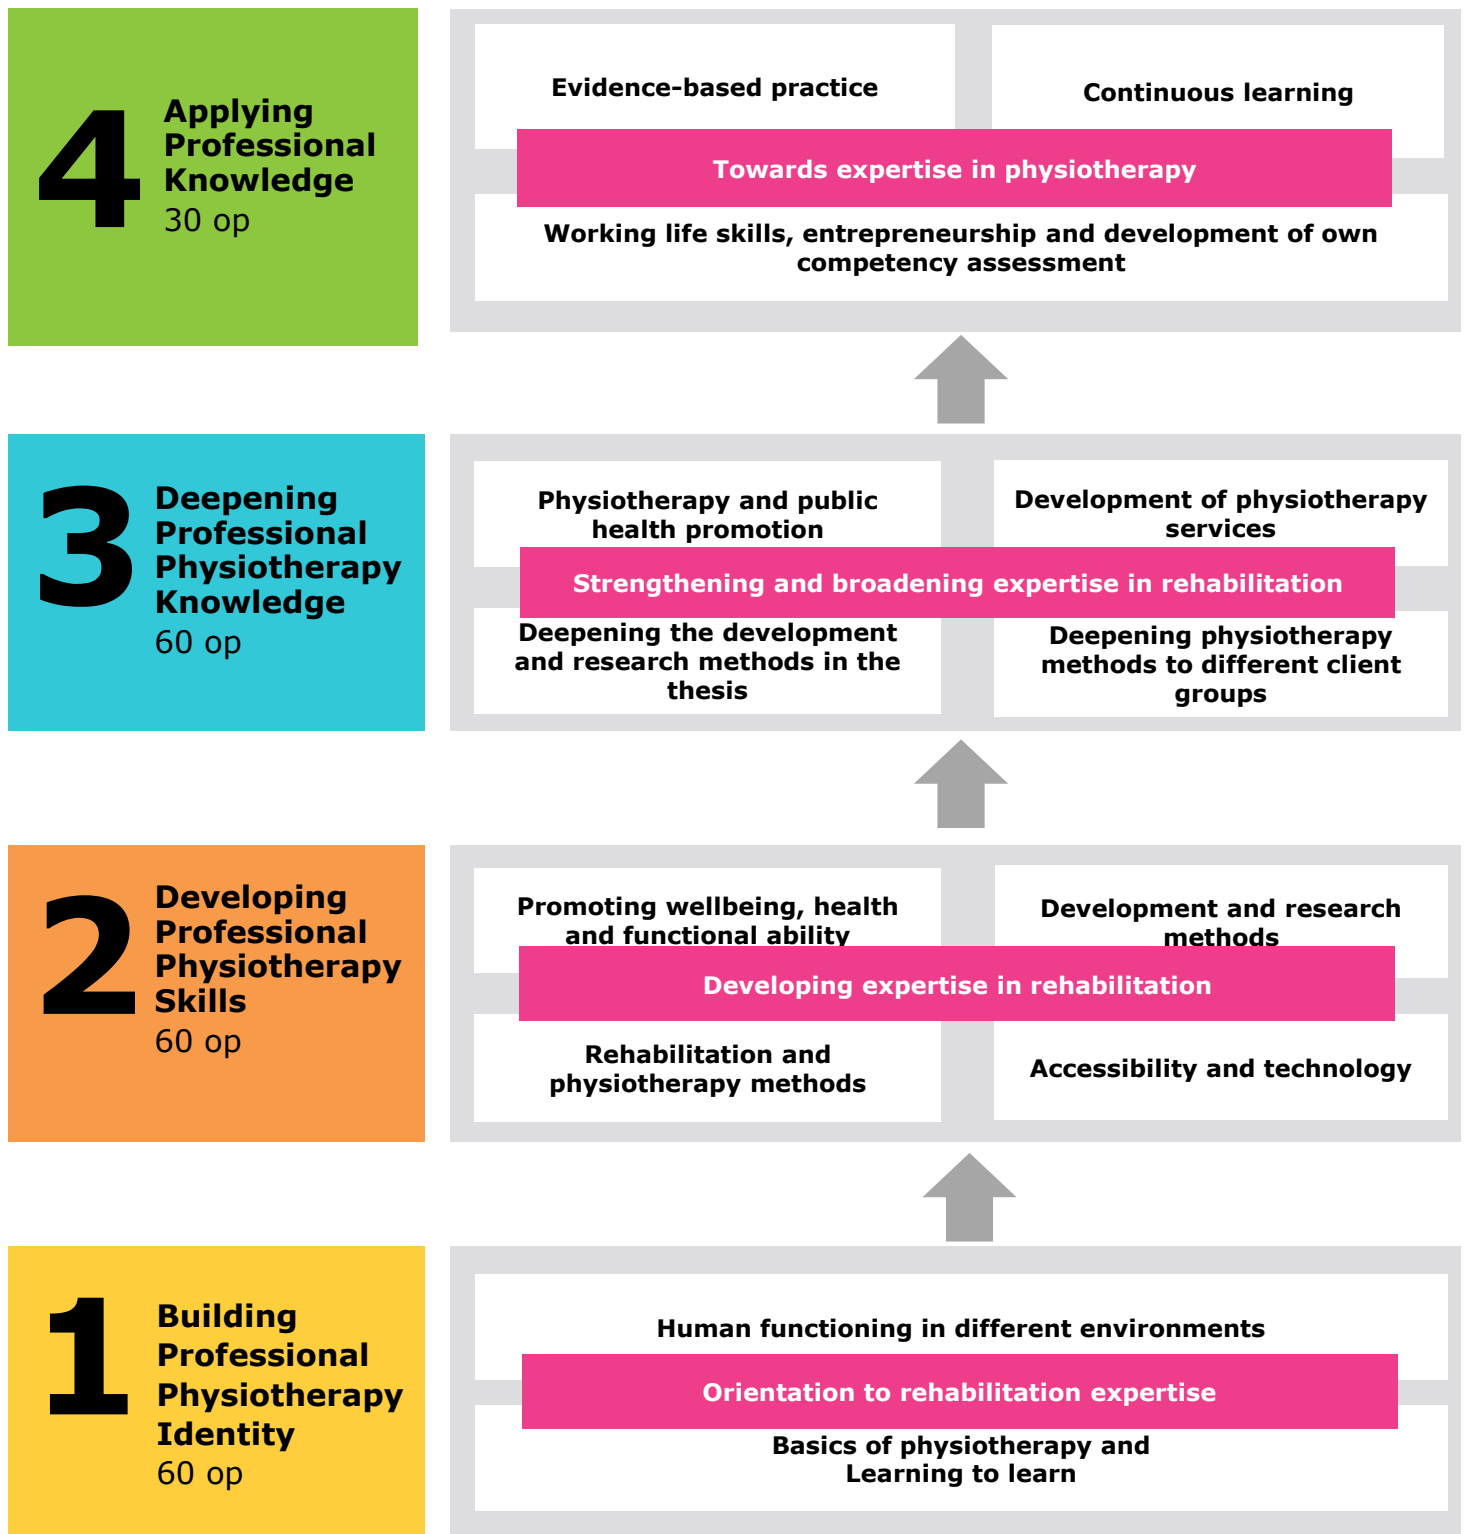 4
Applying
Professional
Knowledge
30 op
Evidence-based practice
Continuous learning
Towards expertise in physiotherapy
Working life skills, entrepreneurship and development of own
competency assessment
3
Deepening
Professional
Physiotherapy
Knowledge
60 op
Physiotherapy and public
health promotion
Development of physiotherapy
services
Strengthening and broadening expertise in rehabilitation
Deepening the development
and research methods in the
thesis
Deepening physiotherapy
methods to different client
groups
2
Developing
Professional
Physiotherapy
Skills
60 op
Promoting wellbeing, health
and functional ability
Development and research
methods
Developing expertise in rehabilitation
Rehabilitation and
physiotherapy methods
Accessibility and technology
1
Building
Professional
Physiotherapy
Identity
60 op
Human functioning in different environments
Orientation to rehabilitation expertise
Basics of physiotherapy and
Learning to learn